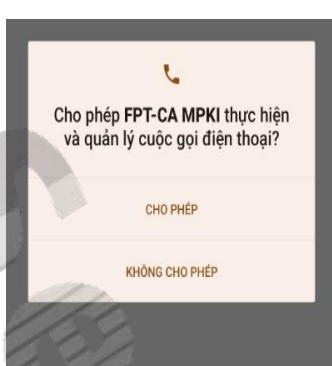 Cho phép FPT-CA MPKI thực hiện
và quản lý cuộc gọi điện thoại?
CHO PHÉP
KHÔNG CHO PHÉP